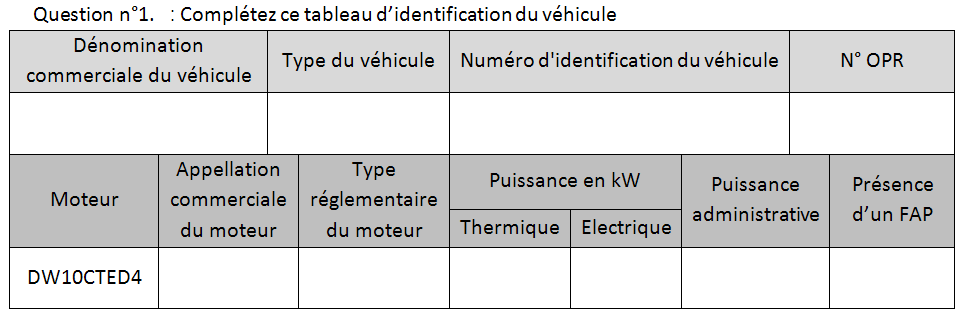 Question n°1.   : Complétez ce tableau d’identification du véhicule
Dénomination
commerciale du véhicule
Type du véhicule
Numéro d'identification du véhicule
N° OPR
Moteur
Appellation
commerciale
du moteur
Type
réglementaire
du moteur
Puissance en kW
Thermique
Electrique
Puissance
administrative
Présence
d’un FAP
DW10CTED4